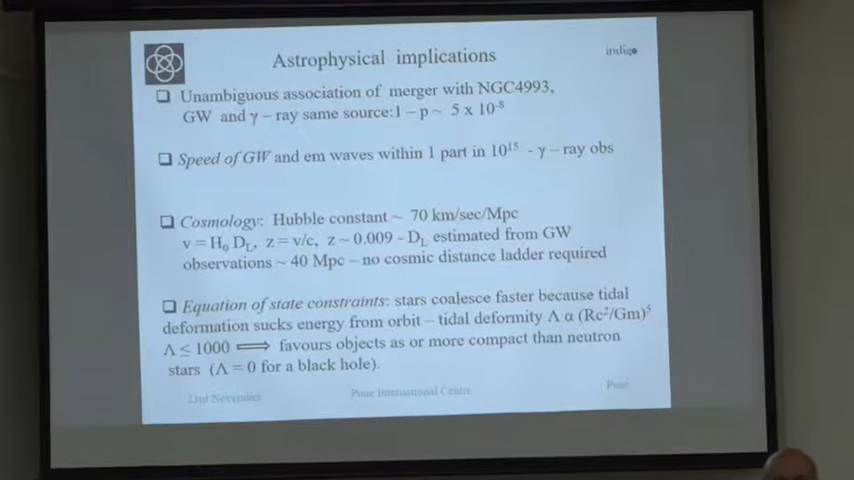 Astrophysical implications
indigo
❑ Unambiguous association of merger with NGC4993,
GW and γ – ray same source:1 – p ~ 5 x 10⁻⁸
❑ Speed of GW and em waves within 1 part in 10¹⁵ - γ – ray obs
❑ Cosmology: Hubble constant ~ 70 km/sec/Mpc
v = H₀ D_L, z = v/c, z ~ 0.009 - D_L estimated from GW
observations ~ 40 Mpc – no cosmic distance ladder required
❑ Equation of state constraints: stars coalesce faster because tidal
deformation sucks energy from orbit – tidal deformity Λ α (Rc²/Gm)⁵
Λ ≤ 1000 ⟹ favours objects as or more compact than neutron
stars (Λ = 0 for a black hole).
23rd November
Pune International Centre
Pune